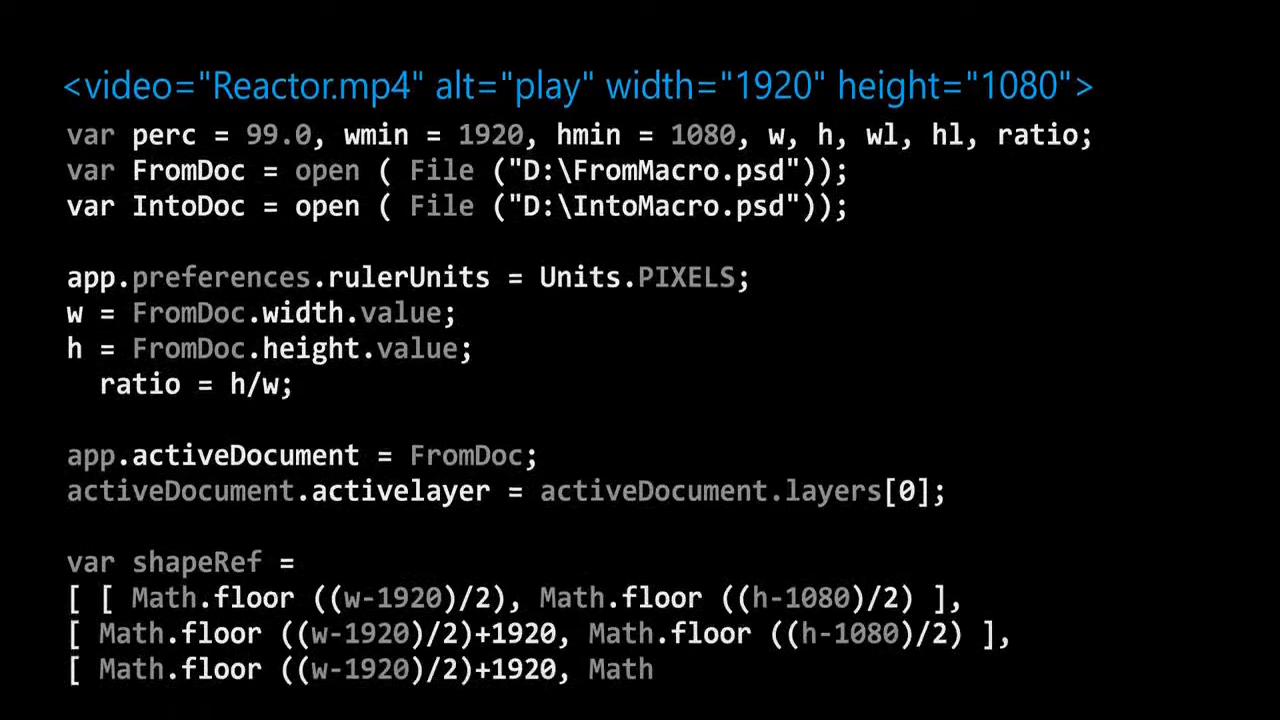 <video="Reactor.mp4" alt="play" width="1920" height="1080">
var perc = 99.0, wmin = 1920, hmin = 1080, w, h, wl, hl, ratio;
var FromDoc = open ( File ("D:\FromMacro.psd"));
var IntoDoc = open ( File ("D:\IntoMacro.psd"));
app.preferences.rulerUnits = Units.PIXELS;
w = FromDoc.width.value;
h = FromDoc.height.value;
ratio = h/w;
app.activeDocument = FromDoc;
activeDocument.activelayer = activeDocument.layers[0];
var shapeRef =
[ [ Math.floor ((w-1920)/2), Math.floor ((h-1080)/2) ],
[ Math.floor ((w-1920)/2)+1920, Math.floor ((h-1080)/2) ],
[ Math.floor ((w-1920)/2)+1920, Math